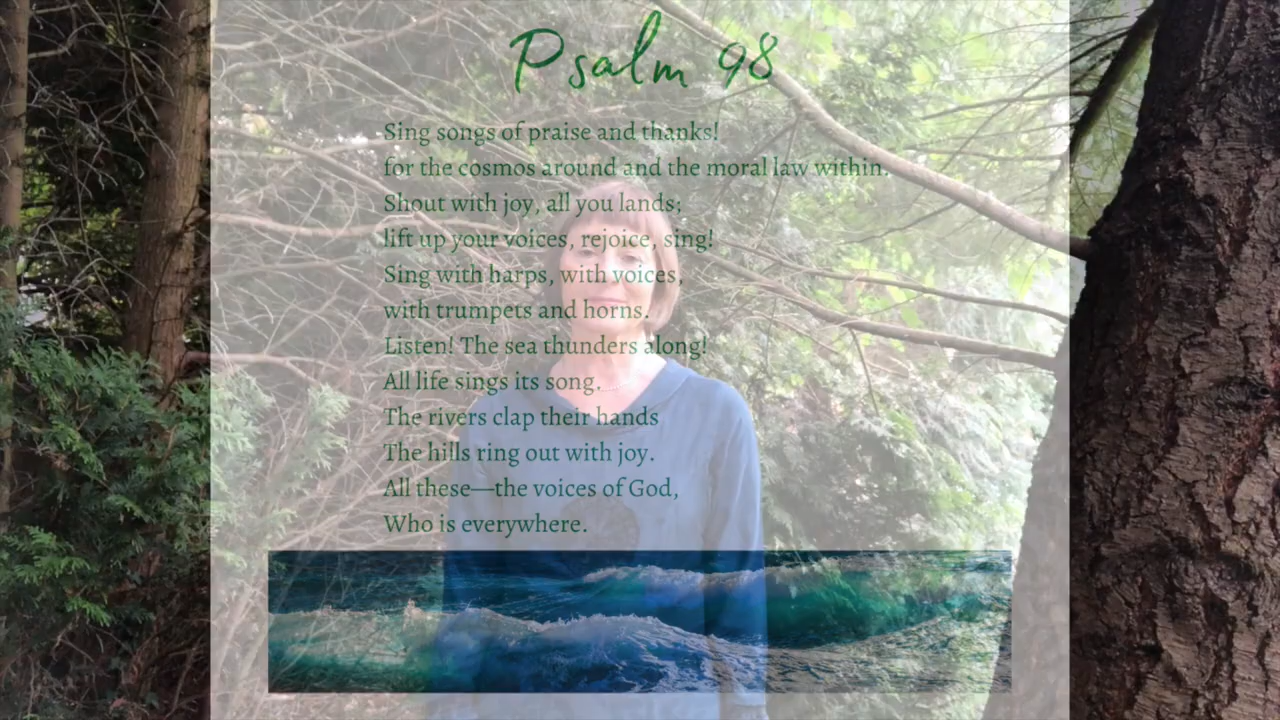 Psalm 98
Sing songs of praise and thanks!
for the cosmos around and the moral law within.
Shout with joy, all you lands;
lift up your voices, rejoice, sing!
Sing with harps, with voices,
with trumpets and horns.
Listen! The sea thunders along!
All life sings its song.
The rivers clap their hands
The hills ring out with joy.
All these—the voices of God,
Who is everywhere.